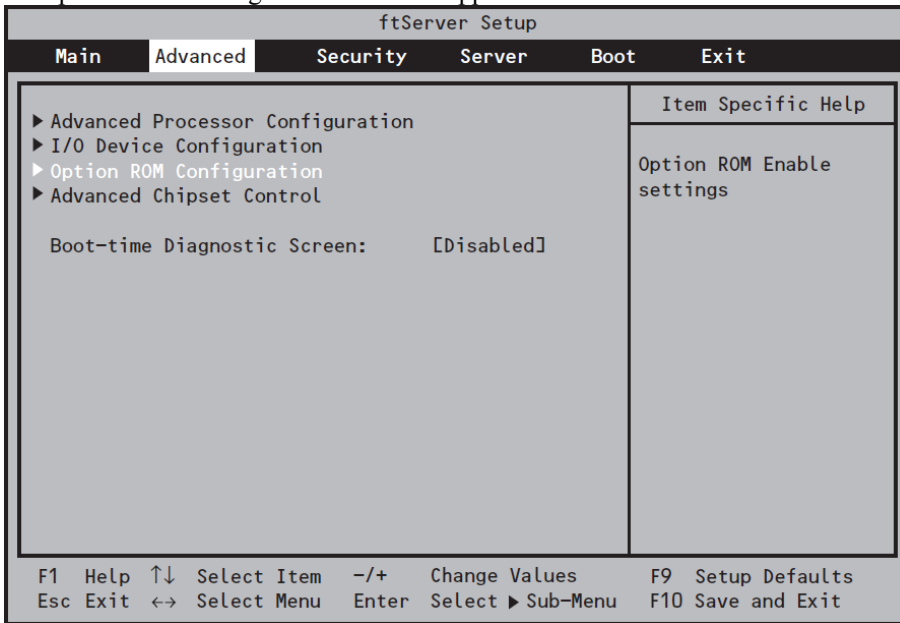 ftServer Setup
Main Advanced Security Server Boot Exit
Item Specific Help
▶ Advanced Processor Configuration
▶ I/O Device Configuration
▶ Option ROM Configuration
▶ Advanced Chipset Control
Boot-time Diagnostic Screen: [Disabled]
Option ROM Enable
settings
F1 Help ↑↓ Select Item -/+ Change Values F9 Setup Defaults
Esc Exit ←→ Select Menu Enter Select ▶ Sub-Menu F10 Save and Exit